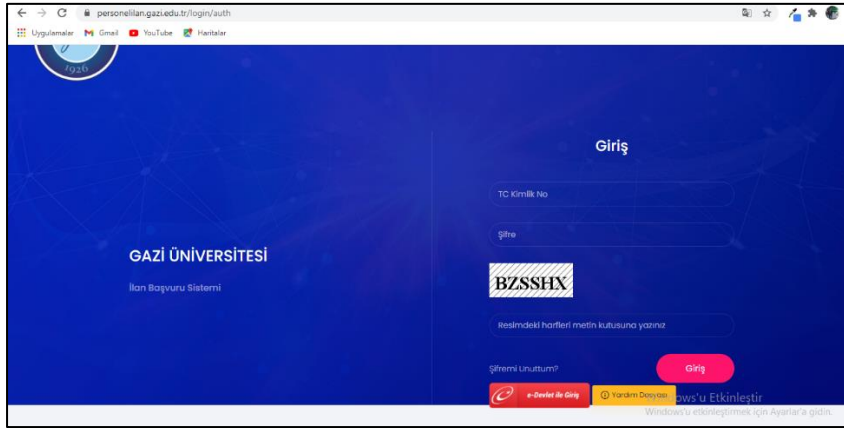 personelilan.gazi.edu.tr/login/auth
Uygulamalar Gmail YouTube Haritalar
1926
Giriş
TC Kimlik No
Şifre
GAZİ ÜNİVERSİTESİ
İlan Başvuru Sistemi
BZSSHX
Resimdeki harfleri metin kutusuna yazınız
Şifremi Unuttum?
Giriş
e-Devlet ile Giriş
Yardım Dosyası
ows'u Etkinleştir
Windows'u etkinleştirmek için Ayarlar'a gidin.